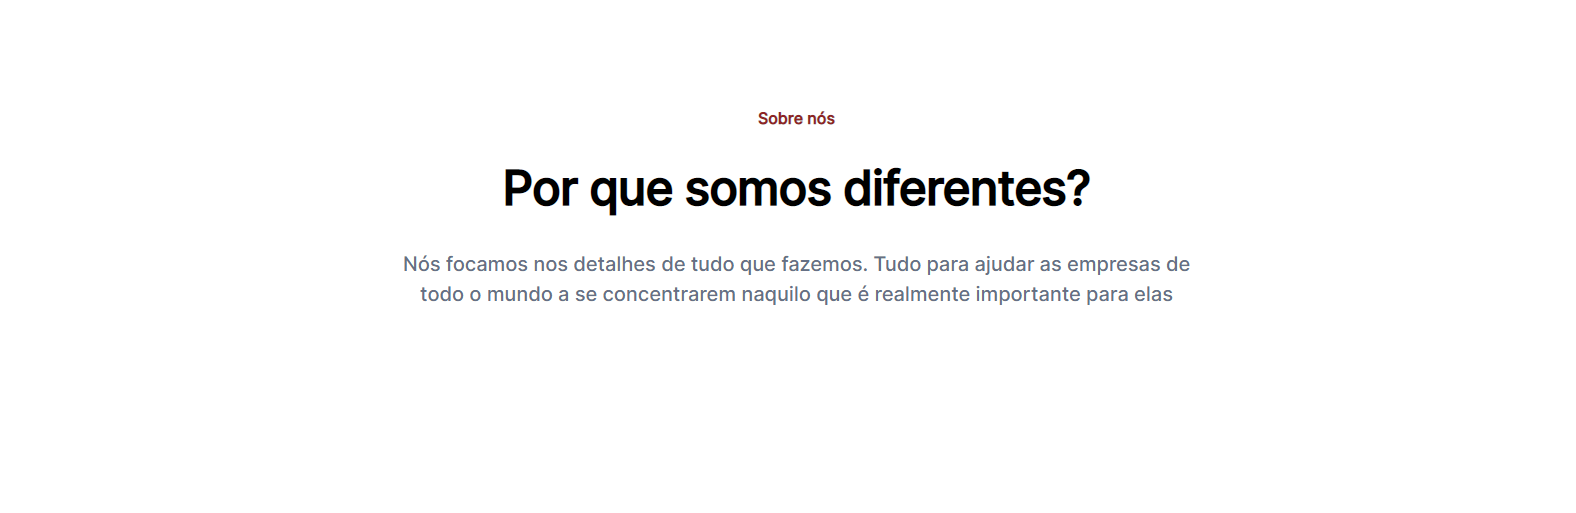 Sobre nós
Por que somos diferentes?
Nós focamos nos detalhes de tudo que fazemos. Tudo para ajudar as empresas de
todo o mundo a se concentrarem naquilo que é realmente importante para elas